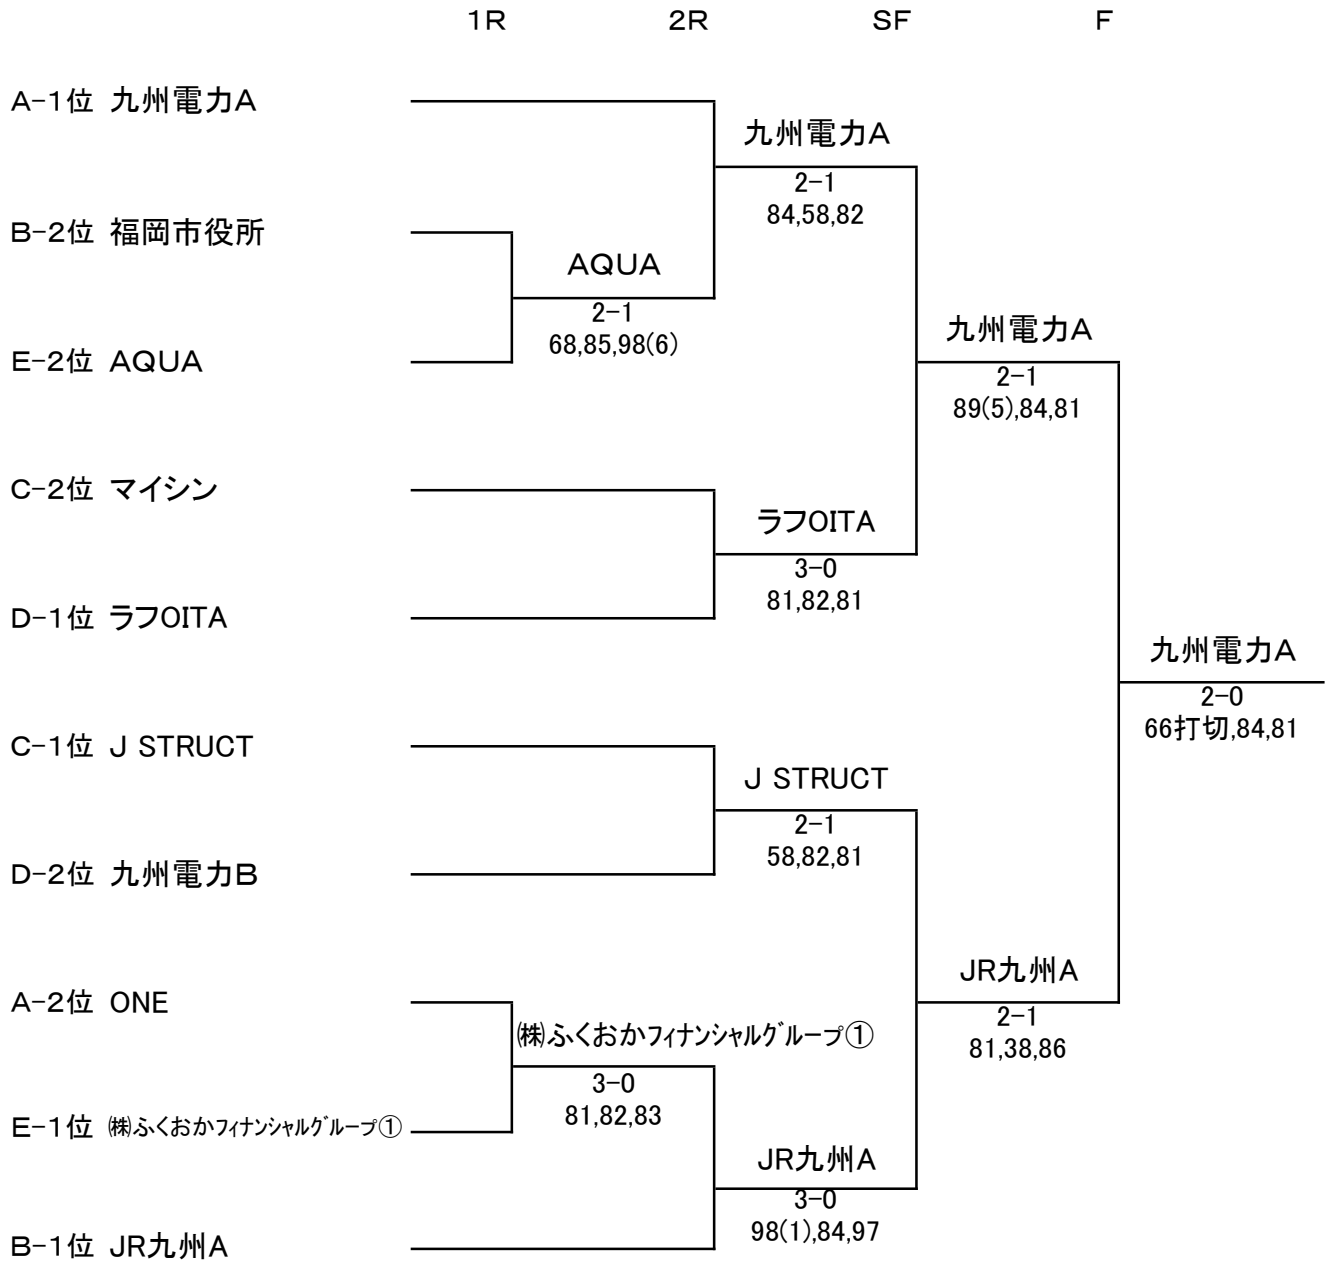 1R 2R SF F
A-1位 九州電力A
九州電力A
2-1
84,58,82
B-2位 福岡市役所
AQUA
2-1
68,85,98(6)
九州電力A
E-2位 AQUA
2-1
89(5),84,81
C-2位 マイシン
ラフOITA
3-0
81,82,81
D-1位 ラフOITA
九州電力A
2-0
66打切,84,81
C-1位 J STRUCT
J STRUCT
2-1
58,82,81
D-2位 九州電力B
JR九州A
A-2位 ONE
2-1
81,38,86
㈱ふくおかフィナンシャルグループ①
3-0
81,82,83
E-1位 ㈱ふくおかフィナンシャルグループ①
JR九州A
3-0
98(1),84,97
B-1位 JR九州A